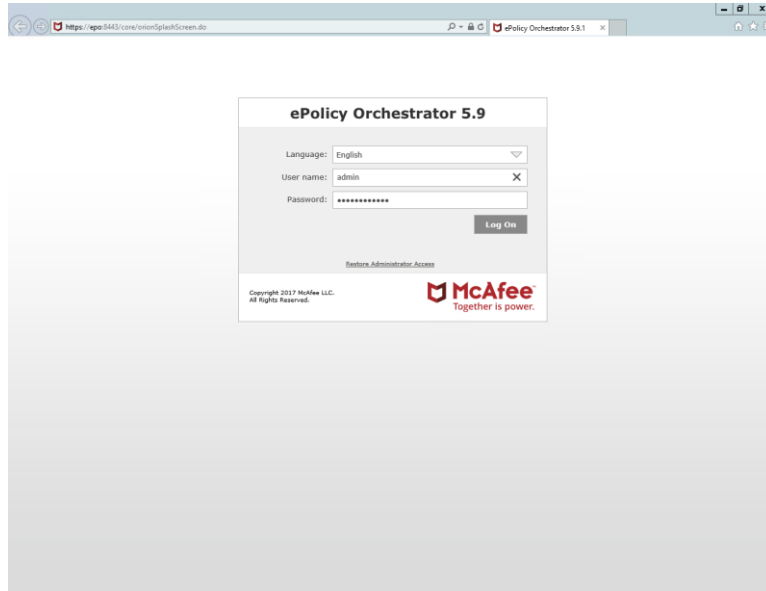 https://epo:8443/core/orionSplashScreen.do
ePolicy Orchestrator 5.9.1
ePolicy Orchestrator 5.9
Language: English
User name: admin
Password: ••••••••••••
Log On
Restore Administrator Access
Copyright 2017 McAfee LLC.
All Rights Reserved.
McAfee™
Together is power.